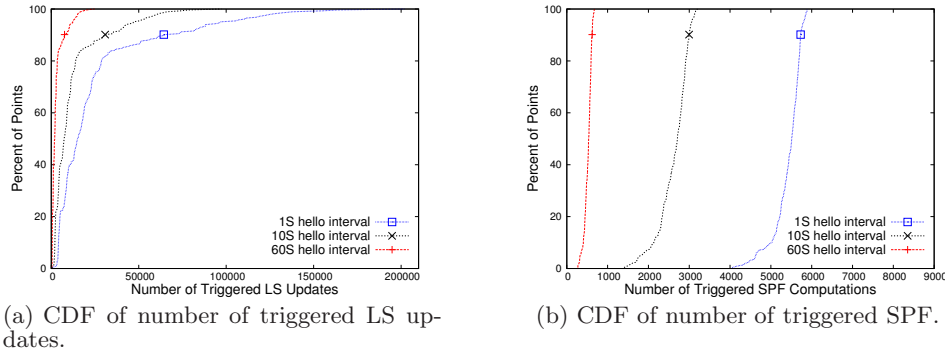 100
80
60
40
20
0
Percent of Points
0
50000
100000
150000
200000
Number of Triggered LS Updates
1S hello interval
10S hello interval
60S hello interval
(a) CDF of number of triggered LS up-
dates.
100
80
60
40
20
0
Percent of Points
0
1000
2000
3000
4000
5000
6000
7000
8000
9000
Number of Triggered SPF Computations
1S hello interval
10S hello interval
60S hello interval
(b) CDF of number of triggered SPF.